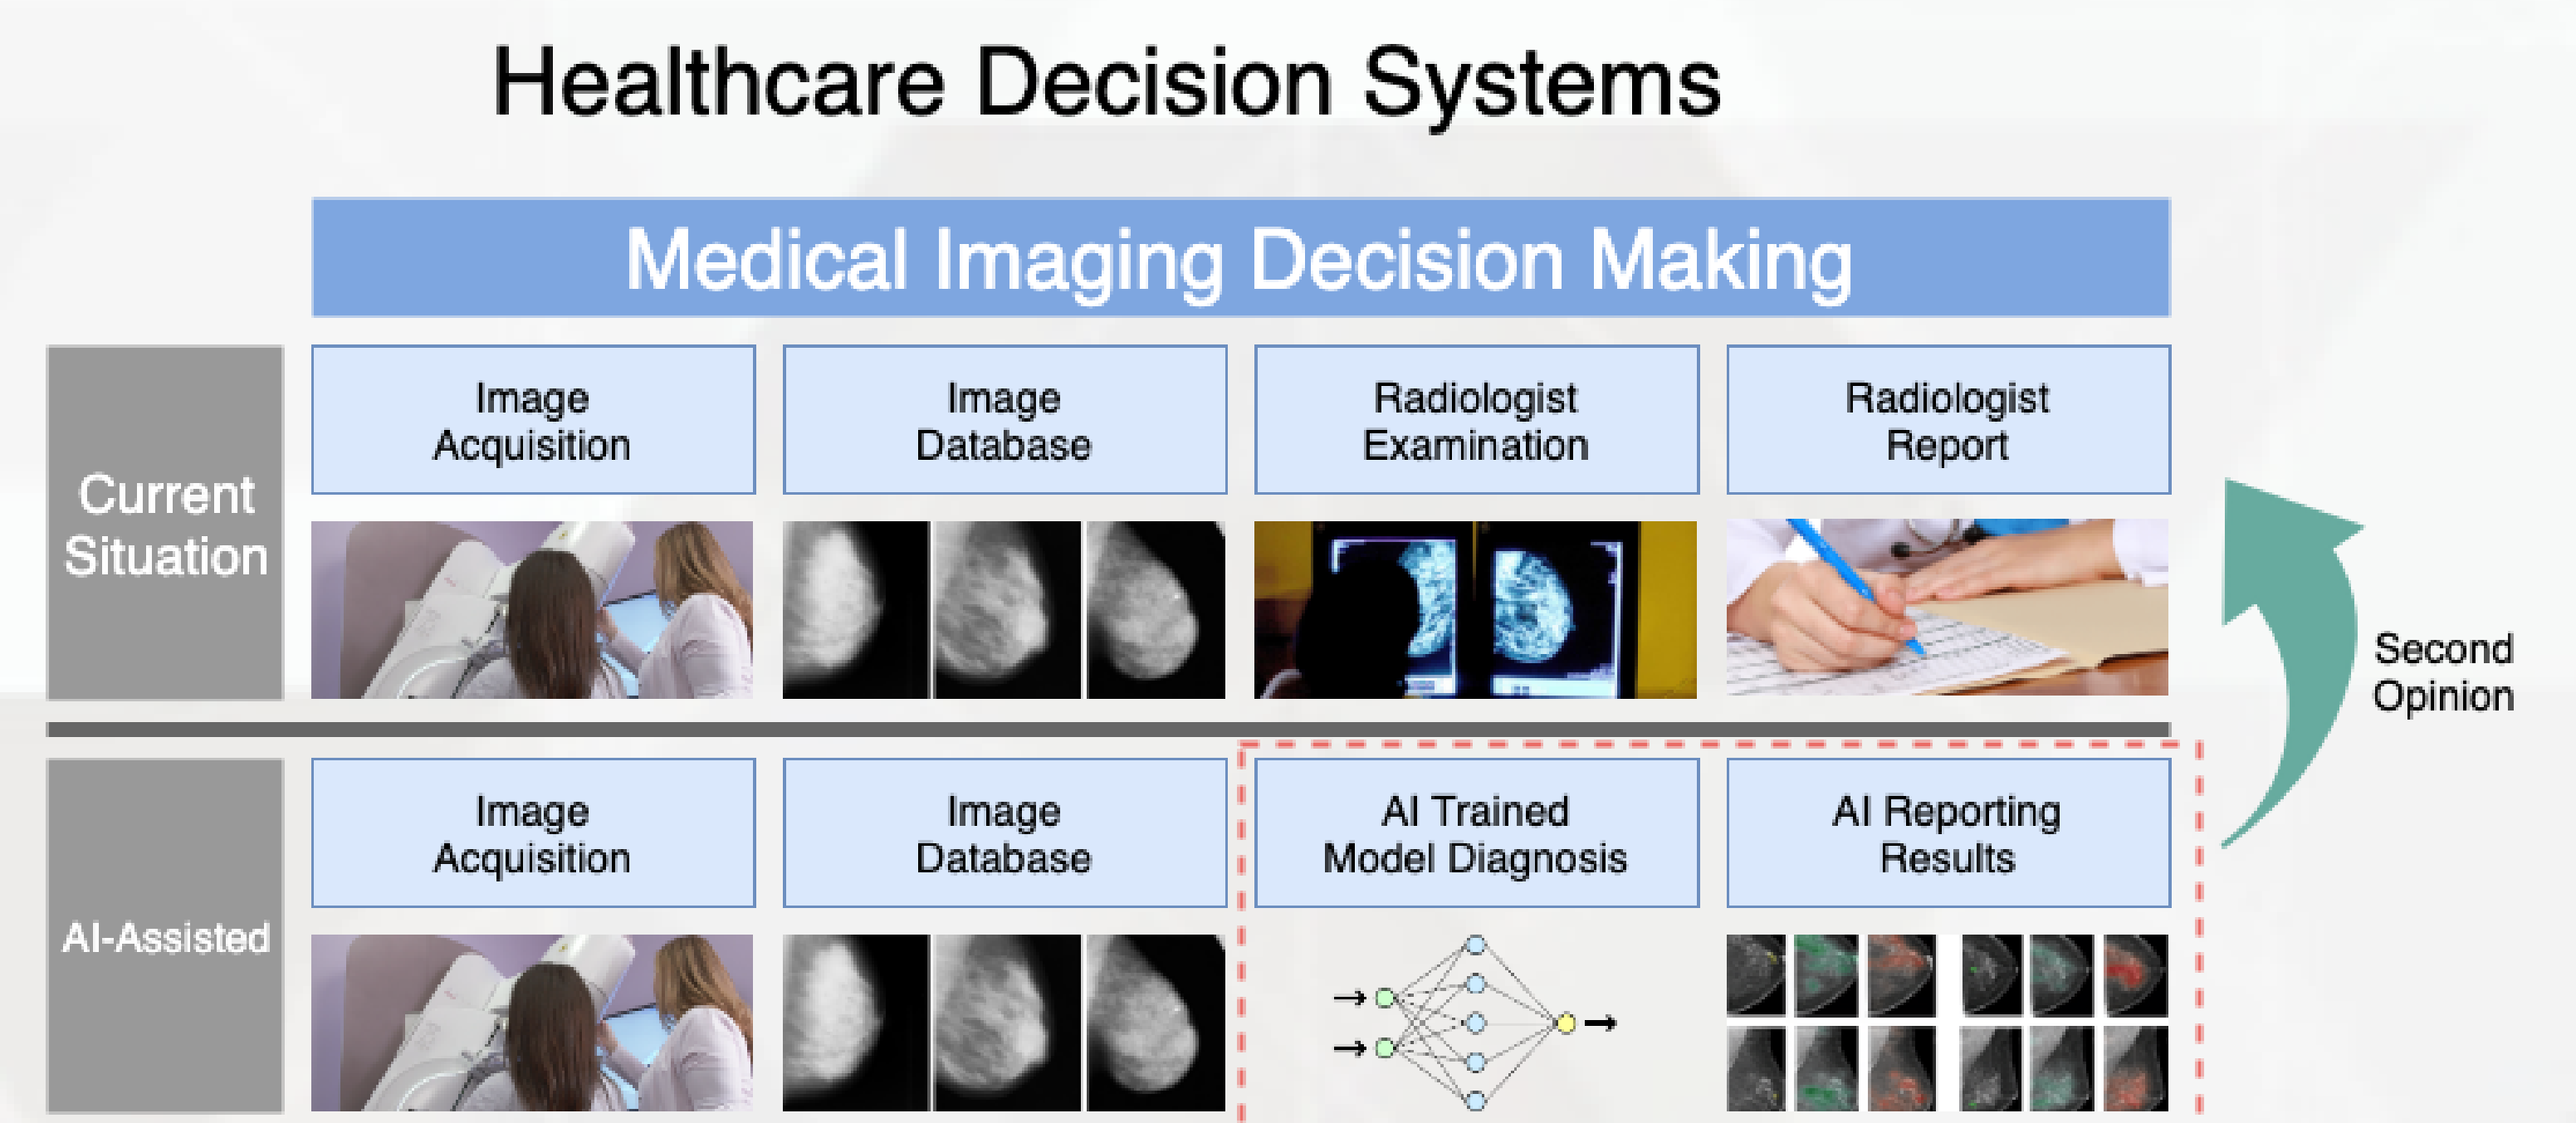 Healthcare Decision Systems
Medical Imaging Decision Making
Current
Situation
Image
Acquisition
Image
Database
Radiologist
Examination
Radiologist
Report
Second
Opinion
AI-Assisted
Image
Acquisition
Image
Database
AI Trained
Model Diagnosis
AI Reporting
Results